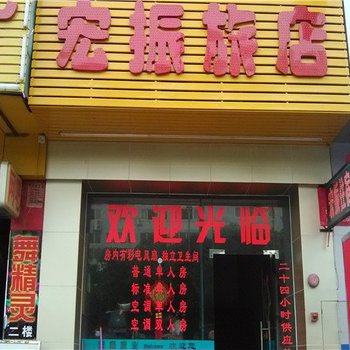 宏振旅店
欢迎光临
房内有彩电风扇 独立卫生间
普通单人房
标准单人房
空调单人房
空调双人房
二十四小时供应
舞精灵
二楼